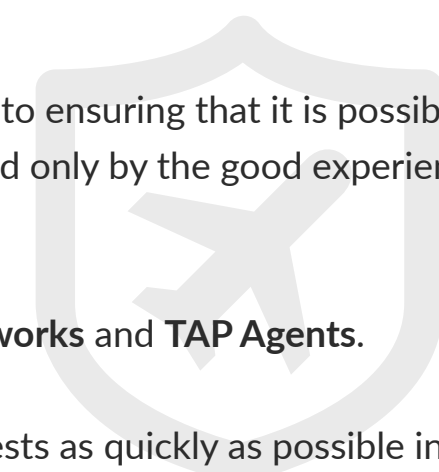 to ensuring that it is possib
d only by the good experier
works and TAP Agents.
ests as quickly as possible in